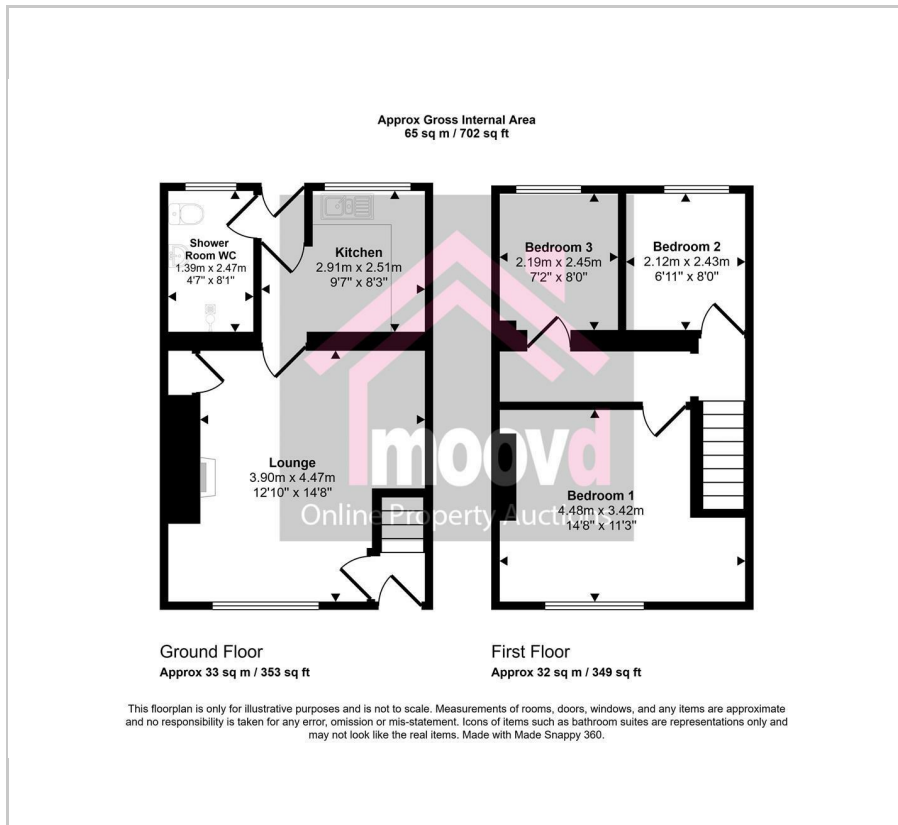 Approx Gross Internal Area
65 sq m / 702 sq ft
Shower
Room WC
1.39m x 2.47m
4'7" x 8'1"
Kitchen
2.91m x 2.51m
9'7" x 8'3"
Bedroom 3
2.19m x 2.45m
7'2" x 8'0"
Bedroom 2
2.12m x 2.43m
6'11" x 8'0"
Lounge
3.90m x 4.47m
12'10" x 14'8"
Bedroom 1
4.48m x 3.42m
14'8" x 11'3"
moovd
Online Property Auctions
Ground Floor
Approx 33 sq m / 353 sq ft
First Floor
Approx 32 sq m / 349 sq ft
This floorplan is only for illustrative purposes and is not to scale. Measurements of rooms, doors, windows, and any items are approximate
and no responsibility is taken for any error, omission or mis-statement. Icons of items such as bathroom suites are representations only and
may not look like the real items. Made with Made Snappy 360.